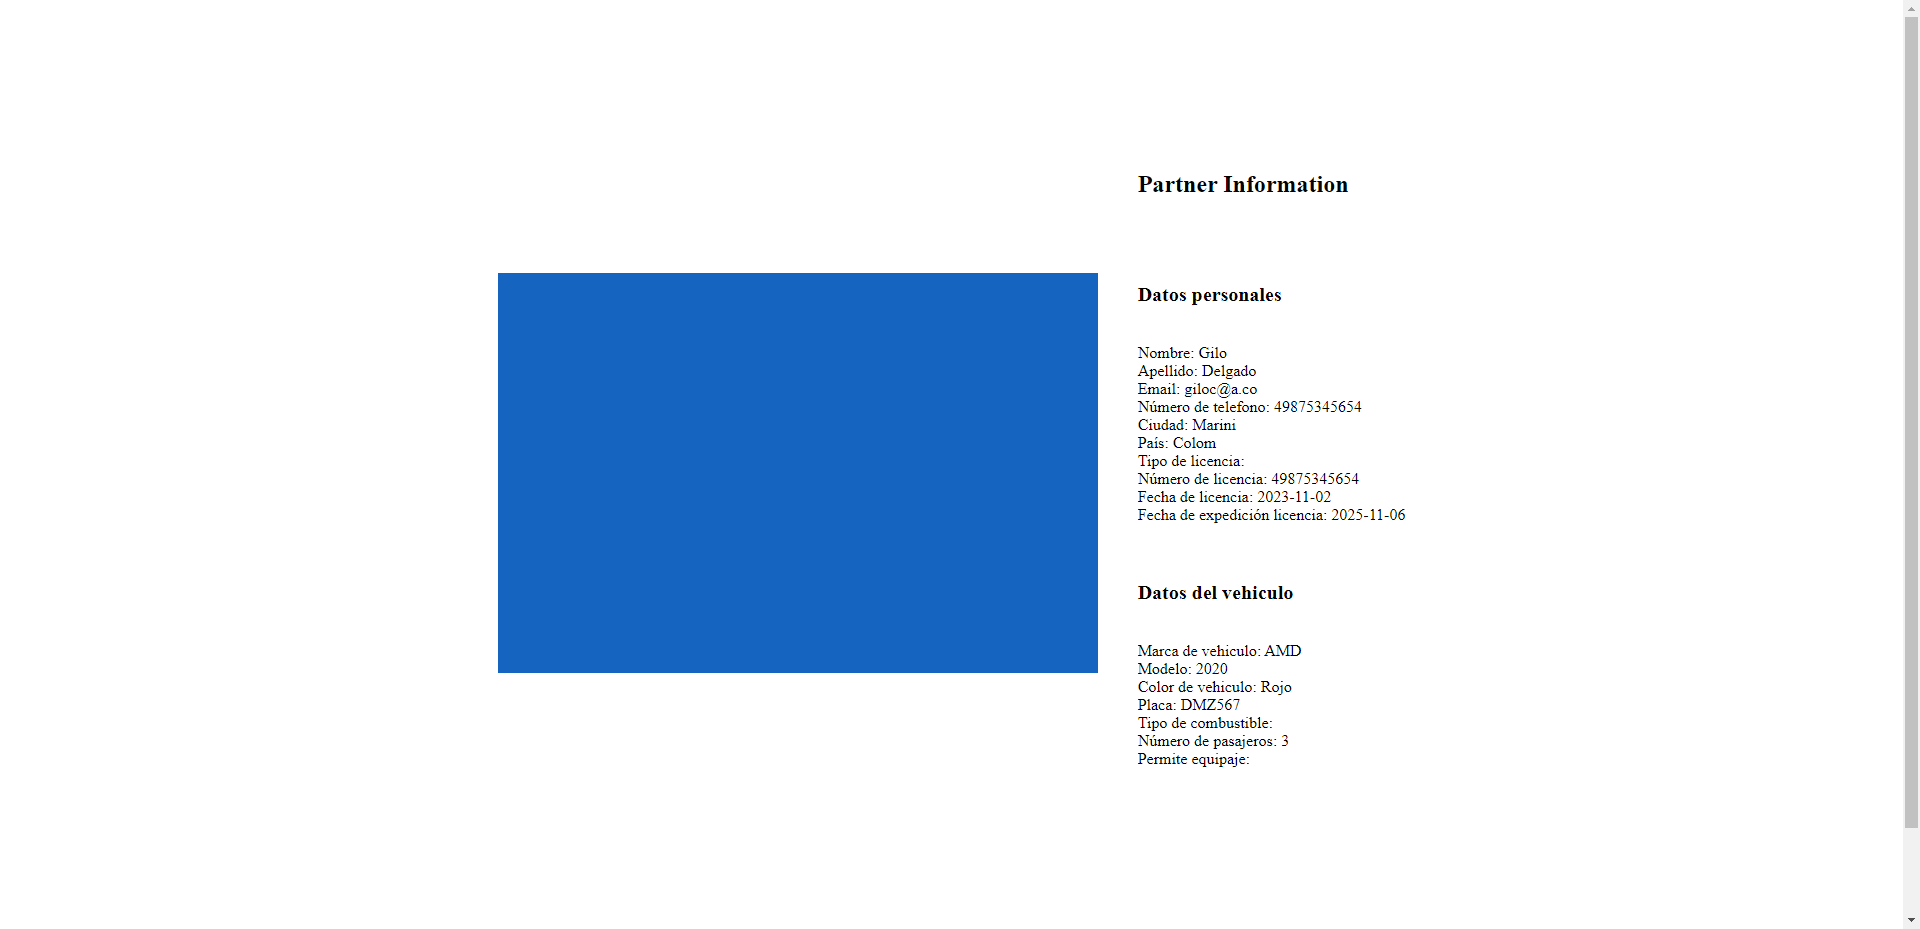 Partner Information
Datos personales
Nombre: Gilo
Apellido: Delgado
Email: giloc@a.co
Número de telefono: 49875345654
Ciudad: Marini
País: Colom
Tipo de licencia:
Número de licencia: 49875345654
Fecha de licencia: 2023-11-02
Fecha de expedición licencia: 2025-11-06
Datos del vehiculo
Marca de vehiculo: AMD
Modelo: 2020
Color de vehiculo: Rojo
Placa: DMZ567
Tipo de combustible:
Número de pasajeros: 3
Permite equipaje: